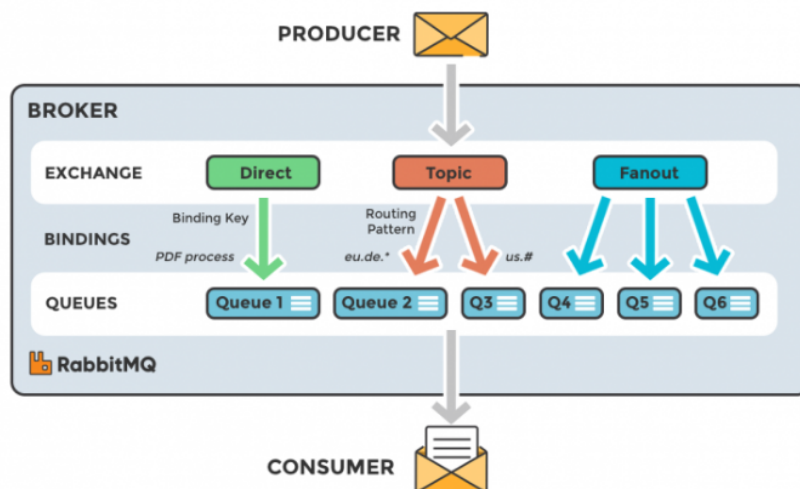 PRODUCER
BROKER
EXCHANGE
Direct
Topic
Fanout
Binding Key
Routing
Pattern
BINDINGS
PDF process
eu.de.*
us.#
QUEUES
Queue 1
Queue 2
Q3
Q4
Q5
Q6
RabbitMQ
CONSUMER